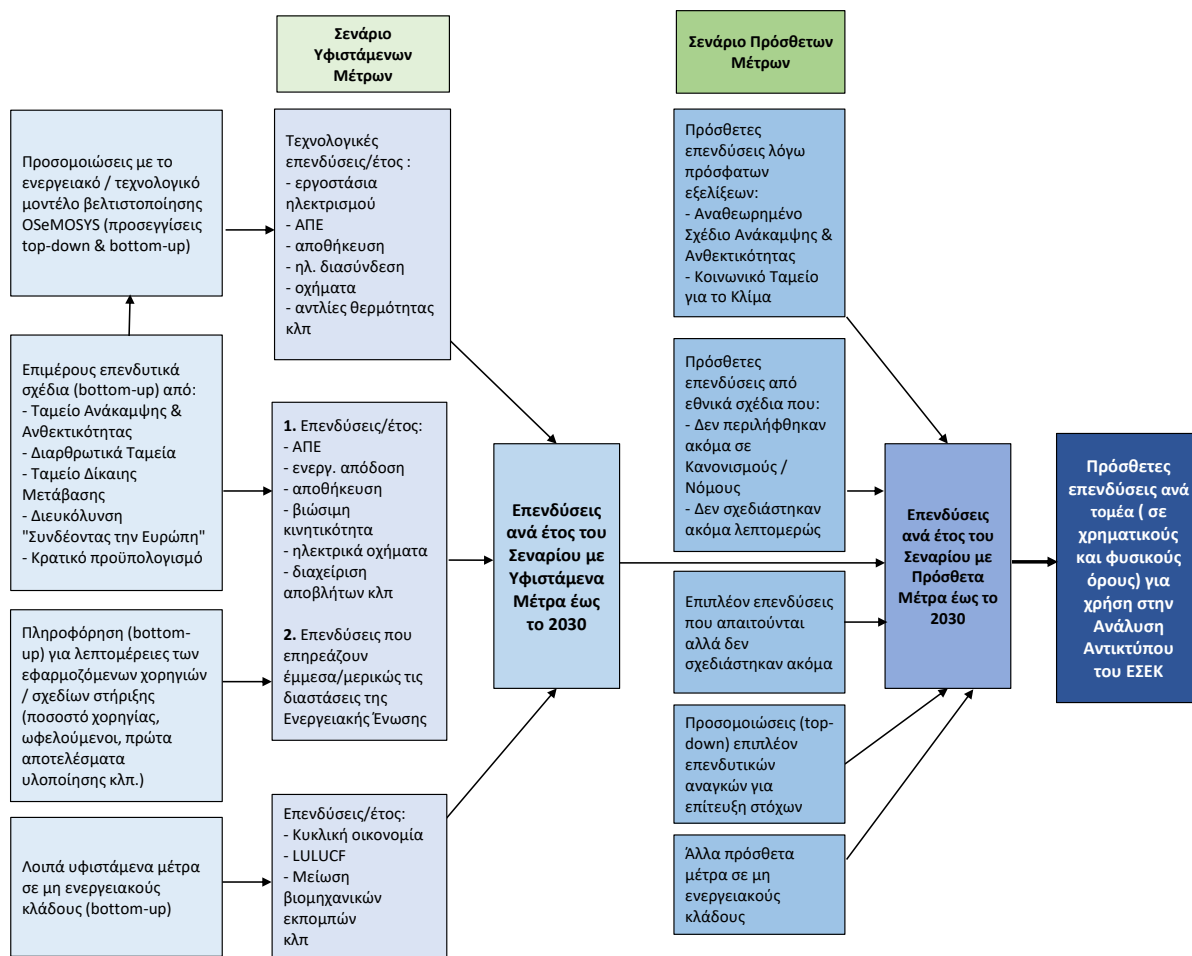 Σενάριο
Υφιστάμενων
Μέτρων
Σενάριο Πρόσθετων
Μέτρων
Προσομοιώσεις με το
ενεργειακό / τεχνολογικό
μοντέλο βελτιστοποίησης
OSeMOSYS (προσεγγίσεις
top-down & bottom-up)
Επιμέρους επενδυτικά
σχέδια (bottom-up) από:
- Ταμείο Ανάκαμψης &
Ανθεκτικότητας
- Διαρθρωτικά Ταμεία
- Ταμείο Δίκαιης
Μετάβασης
- Διευκόλυνση
"Συνδέοντας την Ευρώπη"
- Κρατικό προϋπολογισμό
Πληροφόρηση (bottom-
up) για λεπτομέρειες των
εφαρμοζόμενων χορηγιών
/ σχεδίων στήριξης
(ποσοστό χορηγίας,
ωφελούμενοι, πρώτα
αποτελέσματα
υλοποίησης κλπ.)
Λοιπά υφιστάμενα μέτρα
σε μη ενεργειακούς
κλάδους (bottom-up)
Τεχνολογικές
επενδύσεις/έτος :
- εργοστάσια
ηλεκτρισμού
- ΑΠΕ
- αποθήκευση
- ηλ. διασύνδεση
- οχήματα
- αντλίες θερμότητας
κλπ
1. Επενδύσεις/έτος:
- ΑΠΕ
- ενεργ. απόδοση
- αποθήκευση
- βιώσιμη
κινητικότητα
- ηλεκτρικά οχήματα
- διαχείριση
αποβλήτων κλπ
2. Επενδύσεις που
επηρεάζουν
έμμεσα/μερικώς τις
διαστάσεις της
Ενεργειακής Ένωσης
Επενδύσεις/έτος:
- Κυκλική οικονομία
- LULUCF
- Μείωση
βιομηχανικών
εκπομπών
κλπ
Επενδύσεις
ανά έτος του
Σεναρίου με
Υφιστάμενα
Μέτρα έως
το 2030
Πρόσθετες
επενδύσεις λόγω
πρόσφατων
εξελίξεων:
- Αναθεωρημένο
Σχέδιο Ανάκαμψης &
Ανθεκτικότητας
- Κοινωνικό Ταμείο
για το Κλίμα
Πρόσθετες
επενδύσεις από
εθνικά σχέδια που:
- Δεν περιλήφθηκαν
ακόμα σε
Κανονισμούς /
Νόμους
- Δεν σχεδιάστηκαν
ακόμα λεπτομερώς
Επιπλέον επενδύσεις
που απαιτούνται
αλλά δεν
σχεδιάστηκαν ακόμα
Προσομοιώσεις (top-
down) επιπλέον
επενδυτικών
αναγκών για
επίτευξη στόχων
Άλλα πρόσθετα
μέτρα σε μη
ενεργειακούς
κλάδους
Επενδύσεις
ανά έτος του
Σεναρίου με
Πρόσθετα
Μέτρα έως το
2030
Πρόσθετες
επενδύσεις ανά
τομέα ( σε
χρηματικούς
και φυσικούς
όρους) για
χρήση στην
Ανάλυση
Αντικτύπου
του ΕΣΕΚ